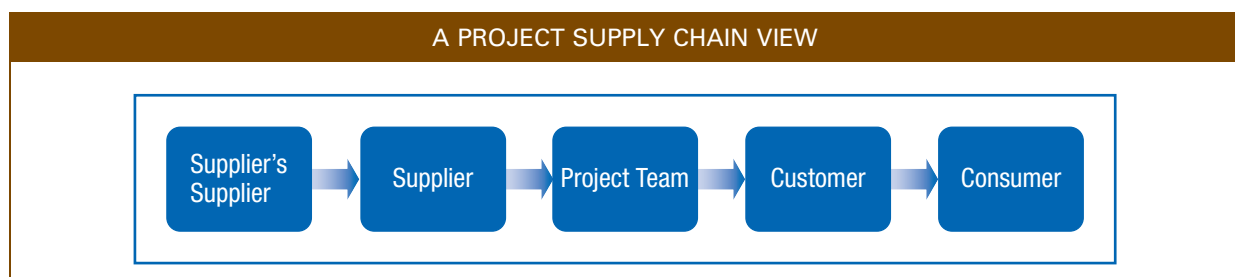 A PROJECT SUPPLY CHAIN VIEW
Supplier’s
Supplier
Supplier
Project Team
Customer
Consumer